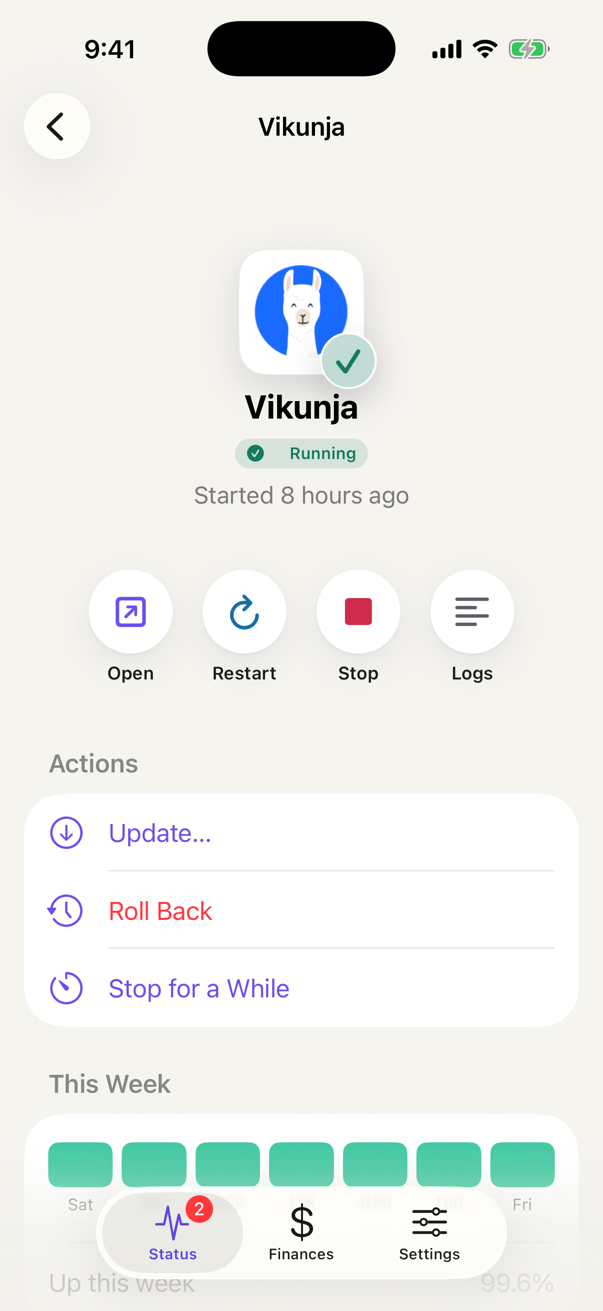 9:41
Vikunja
Vikunja
Running
Started 8 hours ago
Open
Restart
Stop
Logs
Actions
Update...
Roll Back
Stop for a While
This Week
Sat
Fri
2
Status
Finances
Settings
Up this week
99.6%